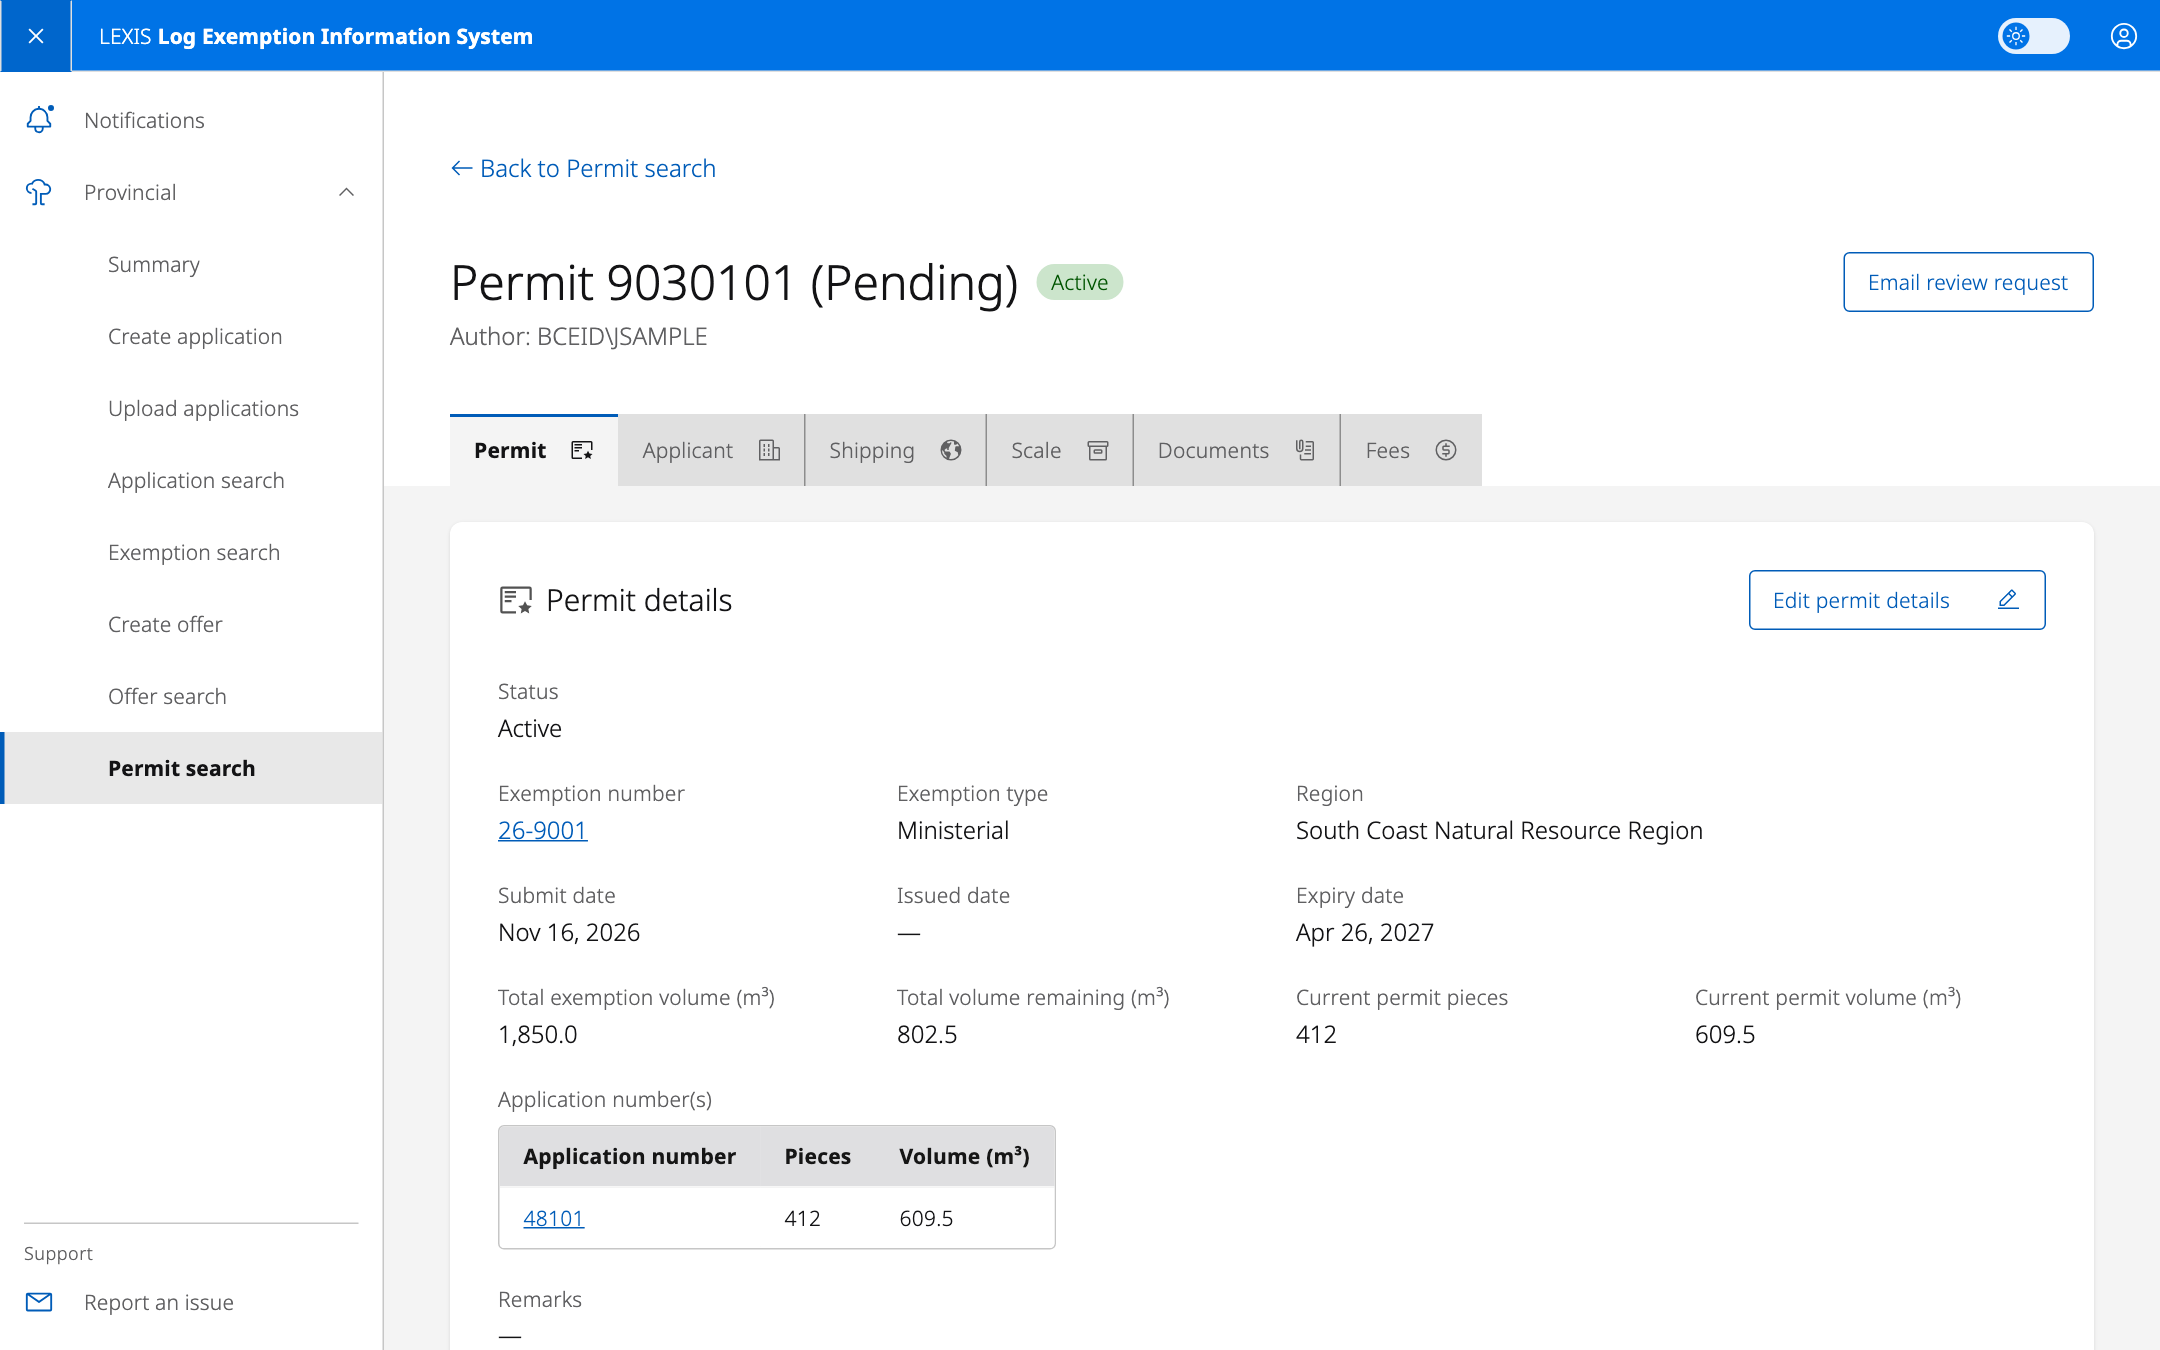 LEXIS Log Exemption Information System
Notifications
Provincial
Summary
Create application
Upload applications
Application search
Exemption search
Create offer
Offer search
Permit search
Support
Report an issue
← Back to Permit search
Permit 9030101 (Pending) Active
Author: BCEID\JSAMPLE
Email review request
Permit Applicant Shipping Scale Documents Fees
Permit details
Edit permit details
Status
Active
Exemption number Exemption type Region
26-9001 Ministerial South Coast Natural Resource Region
Submit date Issued date Expiry date
Nov 16, 2026 — Apr 26, 2027
Total exemption volume (m³) Total volume remaining (m³) Current permit pieces Current permit volume (m³)
1,850.0 802.5 412 609.5
Application number(s)
Application number Pieces Volume (m³)
48101 412 609.5
Remarks
—